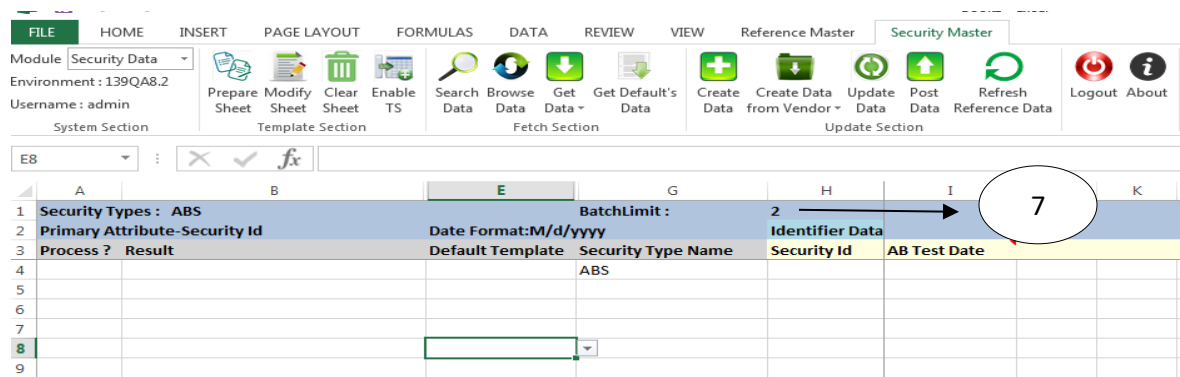 FILE HOME INSERT PAGE LAYOUT FORMULAS DATA REVIEW VIEW Reference Master Security Master
Module Security Data
Environment : 139QA8.2
Username : admin
Prepare Sheet Modify Sheet Clear Sheet Enable TS
Search Data Browse Data Get Data Get Default's Data
Create Data Create Data from Vendor Update Data Post Data Refresh Reference Data
Logout About
System Section Template Section Fetch Section Update Section
E8 fx
A B E G H I K
1 Security Types : ABS BatchLimit : 2 7
2 Primary Attribute-Security Id Date Format:M/d/yyyy Identifier Data
3 Process ? Result Default Template Security Type Name Security Id AB Test Date
4 ABS
5
6
7
8
9